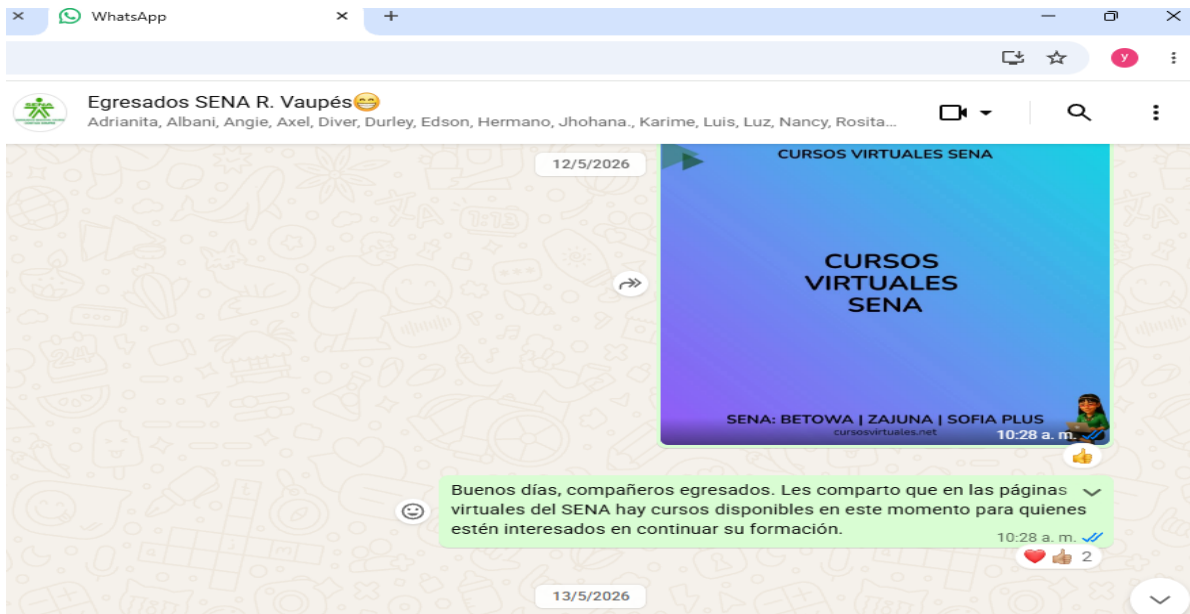 WhatsApp
y
Egresados SENA R. Vaupés😁
Adrianita, Albani, Angie, Axel, Diver, Durley, Edson, Hermano, Jhohana., Karime, Luis, Luz, Nancy, Rosita...
12/5/2026
CURSOS VIRTUALES SENA
CURSOS
VIRTUALES
SENA
SENA: BETOWA | ZAJUNA | SOFIA PLUS
cursosvirtuales.net
10:28 a. m.
Buenos días, compañeros egresados. Les comparto que en las páginas
virtuales del SENA hay cursos disponibles en este momento para quienes
estén interesados en continuar su formación.
10:28 a. m.
2
13/5/2026